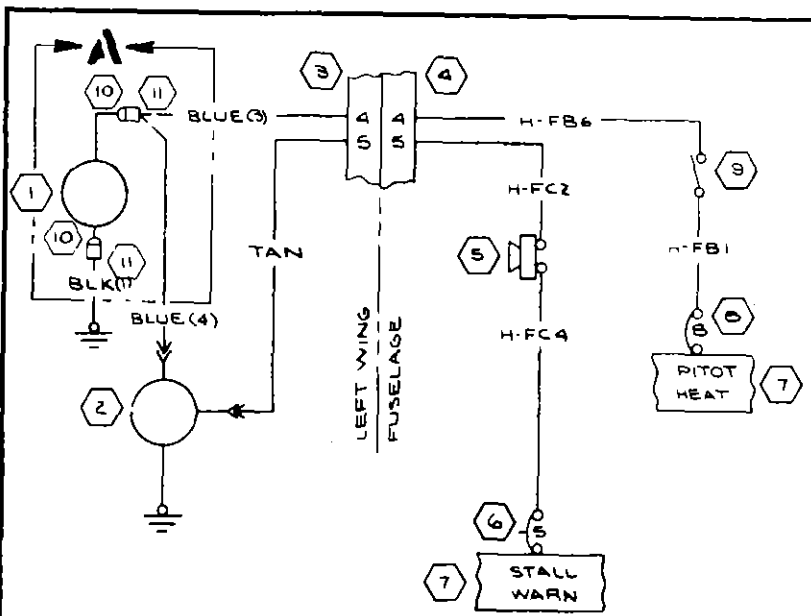 A
3
4
10
11
BLUE(3)
4
4
H-FB6
5
5
9
1
H-FC2
10
11
TAN
5
H-FB1
BLK(1)
BLUE(4)
H-FC4
8
8
LEFT WING
FUSELAGE
PITOT
HEAT
7
2
6
5
7
STALL
WARN